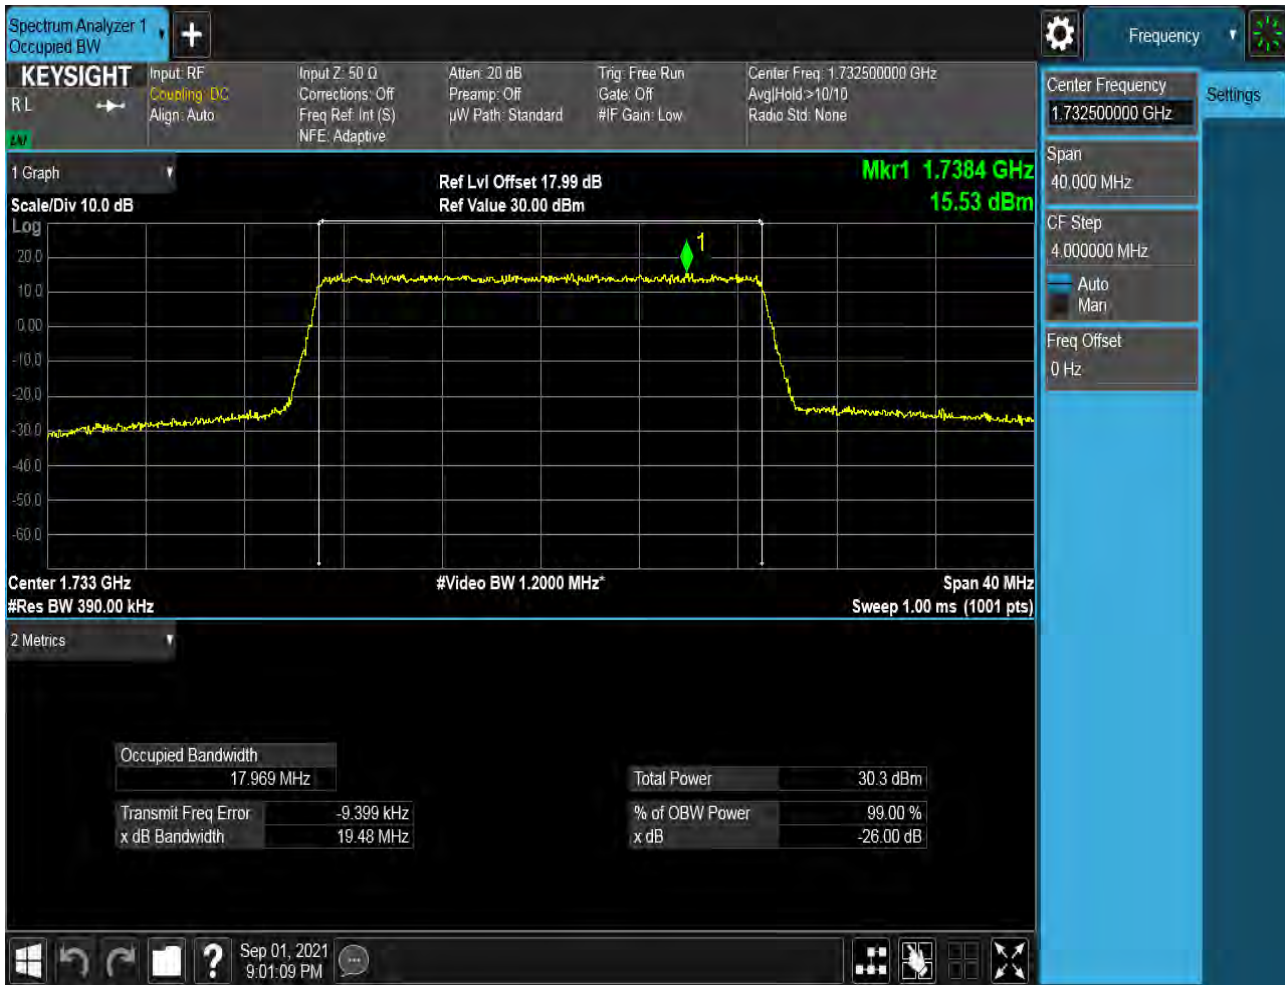 Spectrum Analyzer 1
Occupied BW
Frequency
KEYSIGHT
R L
Input: RF
Coupling: DC
Align: Auto
Input Z: 50 Ω
Corrections: Off
Freq Ref: Int (S)
NFE: Adaptive
Atten: 20 dB
Preamp: Off
µW Path: Standard
Trig: Free Run
Gate: Off
#IF Gain: Low
Center Freq: 1.732500000 GHz
Avg|Hold:>10/10
Radio Std: None
Center Frequency
1.732500000 GHz
Settings
Span
40.000 MHz
CF Step
4.000000 MHz
Auto
Man
Freq Offset
0 Hz
1 Graph
Scale/Div 10.0 dB
Ref Lvl Offset 17.99 dB
Ref Value 30.00 dBm
Mkr1 1.7384 GHz
15.53 dBm
Log
1
20.0
10.0
0.00
-10.0
-20.0
-30.0
-40.0
-50.0
-60.0
Center 1.733 GHz
#Video BW 1.2000 MHz*
Span 40 MHz
#Res BW 390.00 kHz
Sweep 1.00 ms (1001 pts)
2 Metrics
Occupied Bandwidth
17.969 MHz
Total Power 30.3 dBm
Transmit Freq Error -9.399 kHz
% of OBW Power 99.00 %
x dB Bandwidth 19.48 MHz
x dB -26.00 dB
Sep 01, 2021
9:01:09 PM